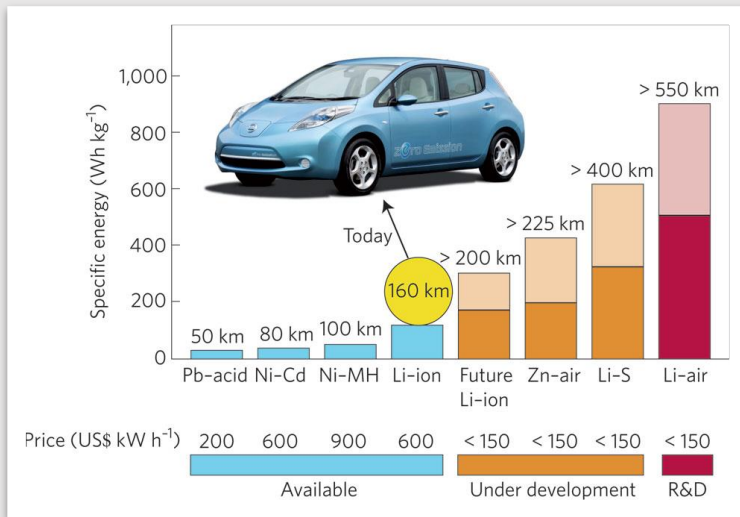 1,000
800
600
400
200
0
Specific energy (Wh kg⁻¹)
Zero Emission
Today
50 km
80 km
100 km
160 km
> 200 km
> 225 km
> 400 km
> 550 km
Pb–acid Ni–Cd Ni–MH Li–ion Future Li–ion Zn–air Li–S Li–air
Price (US$ kW h⁻¹) 200 600 900 600 < 150 < 150 < 150 < 150
Available Under development R&D